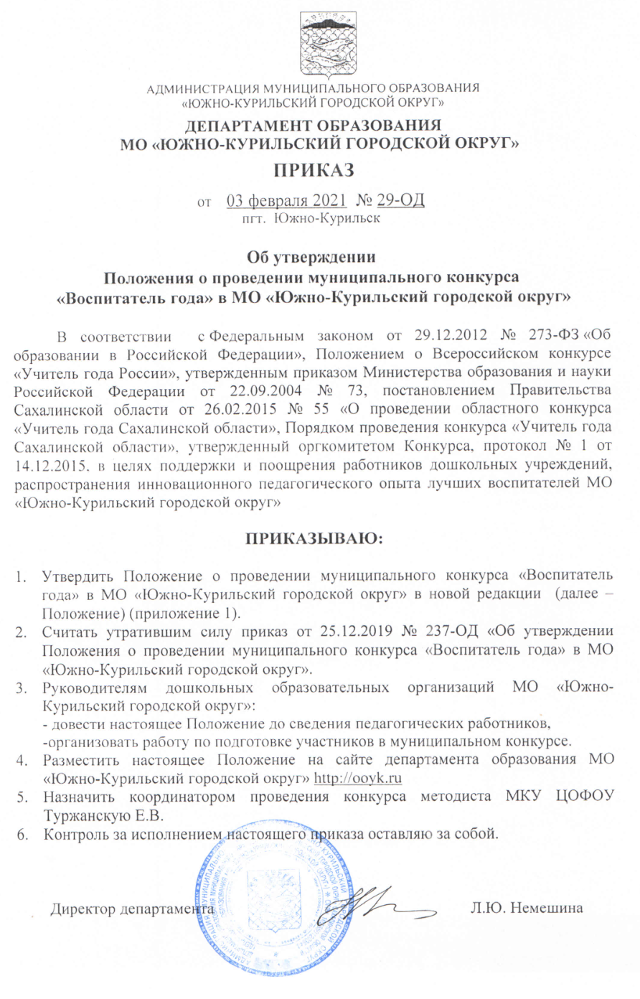 АДМИНИСТРАЦИЯ МУНИЦИПАЛЬНОГО ОБРАЗОВАНИЯ
«ЮЖНО-КУРИЛЬСКИЙ ГОРОДСКОЙ ОКРУГ»
ДЕПАРТАМЕНТ ОБРАЗОВАНИЯ
МО «ЮЖНО-КУРИЛЬСКИЙ ГОРОДСКОЙ ОКРУГ»
ПРИКАЗ
от 03 февраля 2021 № 29-ОД
пгт. Южно-Курильск
Об утверждении
Положения о проведении муниципального конкурса
«Воспитатель года» в МО «Южно-Курильский городской округ»
В соответствии с Федеральным законом от 29.12.2012 № 273-ФЗ «Об
образовании в Российской Федерации», Положением о Всероссийском конкурсе
«Учитель года России», утвержденным приказом Министерства образования и науки
Российской Федерации от 22.09.2004 № 73, постановлением Правительства
Сахалинской области от 26.02.2015 № 55 «О проведении областного конкурса
«Учитель года Сахалинской области», Порядком проведения конкурса «Учитель года
Сахалинской области», утвержденный оргкомитетом Конкурса, протокол № 1 от
14.12.2015, в целях поддержки и поощрения работников дошкольных учреждений,
распространения инновационного педагогического опыта лучших воспитателей МО
«Южно-Курильский городской округ»
ПРИКАЗЫВАЮ:
1. Утвердить Положение о проведении муниципального конкурса «Воспитатель
года» в МО «Южно-Курильский городской округ» в новой редакции (далее –
Положение) (приложение 1).
2. Считать утратившим силу приказ от 25.12.2019 № 237-ОД «Об утверждении
Положения о проведении муниципального конкурса «Воспитатель года» в МО
«Южно-Курильский городской округ».
3. Руководителям дошкольных образовательных организаций МО «Южно-
Курильский городской округ»:
- довести настоящее Положение до сведения педагогических работников,
-организовать работу по подготовке участников в муниципальном конкурсе.
4. Разместить настоящее Положение на сайте департамента образования МО
«Южно-Курильский городской округ» http://ooyk.ru
5. Назначить координатором проведения конкурса методиста МКУ ЦОФОУ
Туржанскую Е.В.
6. Контроль за исполнением настоящего приказа оставляю за собой.
Директор департамента Л.Ю. Немешина